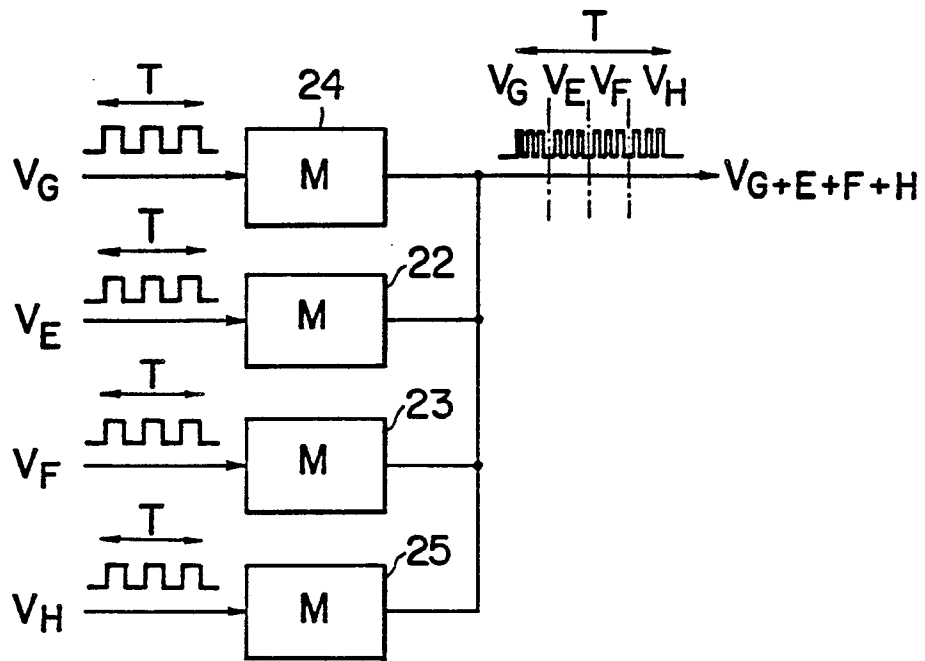 T
V_G V_E V_F V_H
T
24
V_G
M
V_G+E+F+H
T
22
V_E
M
T
23
V_F
M
T
25
V_H
M